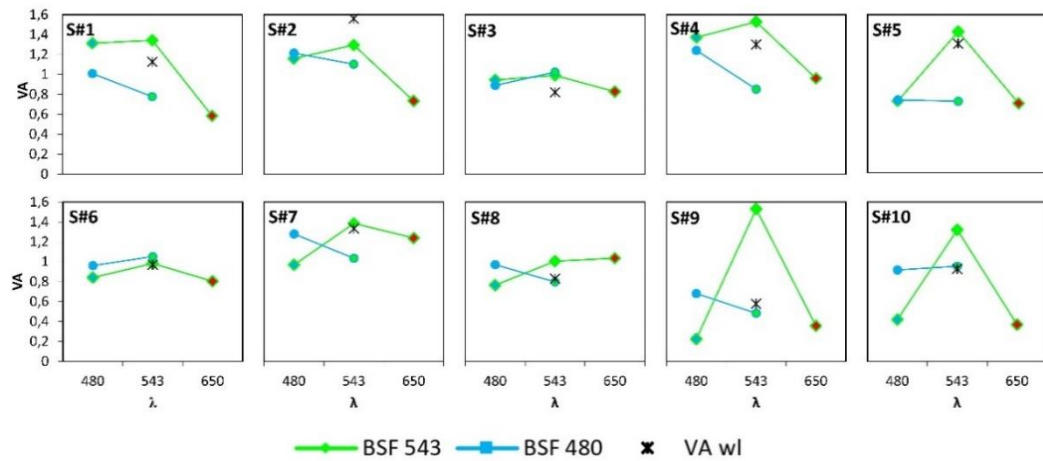 S#1 S#2 S#3 S#4 S#5
1,6
1,4
1,2
1
0,8
0,6
0,4
0,2
0
VA
S#6 S#7 S#8 S#9 S#10
1,6
1,4
1,2
1
0,8
0,6
0,4
0,2
0
VA
480 543 650 480 543 650 480 543 650 480 543 650 480 543 650
λ λ λ λ λ
BSF 543 BSF 480 VA wl